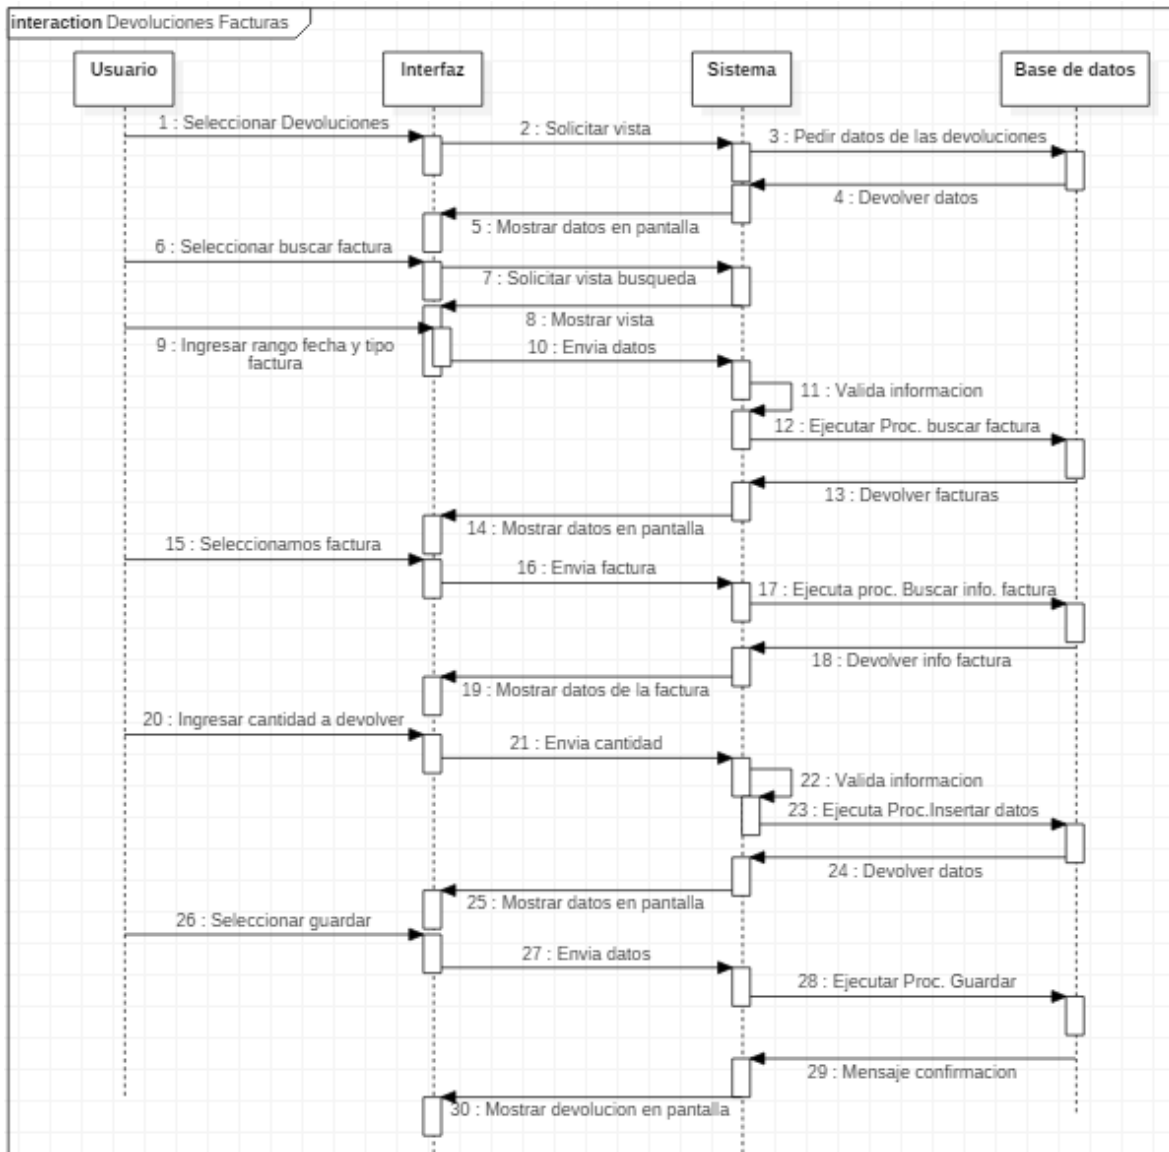 interaction Devoluciones Facturas
Usuario
Interfaz
Sistema
Base de datos
1 : Seleccionar Devoluciones
2 : Solicitar vista
3 : Pedir datos de las devoluciones
4 : Devolver datos
5 : Mostrar datos en pantalla
6 : Seleccionar buscar factura
7 : Solicitar vista busqueda
8 : Mostrar vista
9 : Ingresar rango fecha y tipo
factura
10 : Envia datos
11 : Valida informacion
12 : Ejecutar Proc. buscar factura
13 : Devolver facturas
14 : Mostrar datos en pantalla
15 : Seleccionamos factura
16 : Envia factura
17 : Ejecuta proc. Buscar info. factura
18 : Devolver info factura
19 : Mostrar datos de la factura
20 : Ingresar cantidad a devolver
21 : Envia cantidad
22 : Valida informacion
23 : Ejecuta Proc.Insertar datos
24 : Devolver datos
25 : Mostrar datos en pantalla
26 : Seleccionar guardar
27 : Envia datos
28 : Ejecutar Proc. Guardar
29 : Mensaje confirmacion
30 : Mostrar devolucion en pantalla